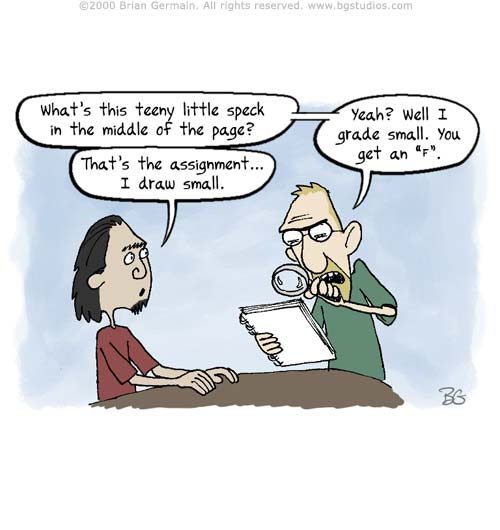 ©2000 Brian Germain. All rights reserved. www.bgstudios.com
What's this teeny little speck
in the middle of the page?
That's the assignment...
I draw small.
Yeah? Well I
grade small. You
get an "F".
BG